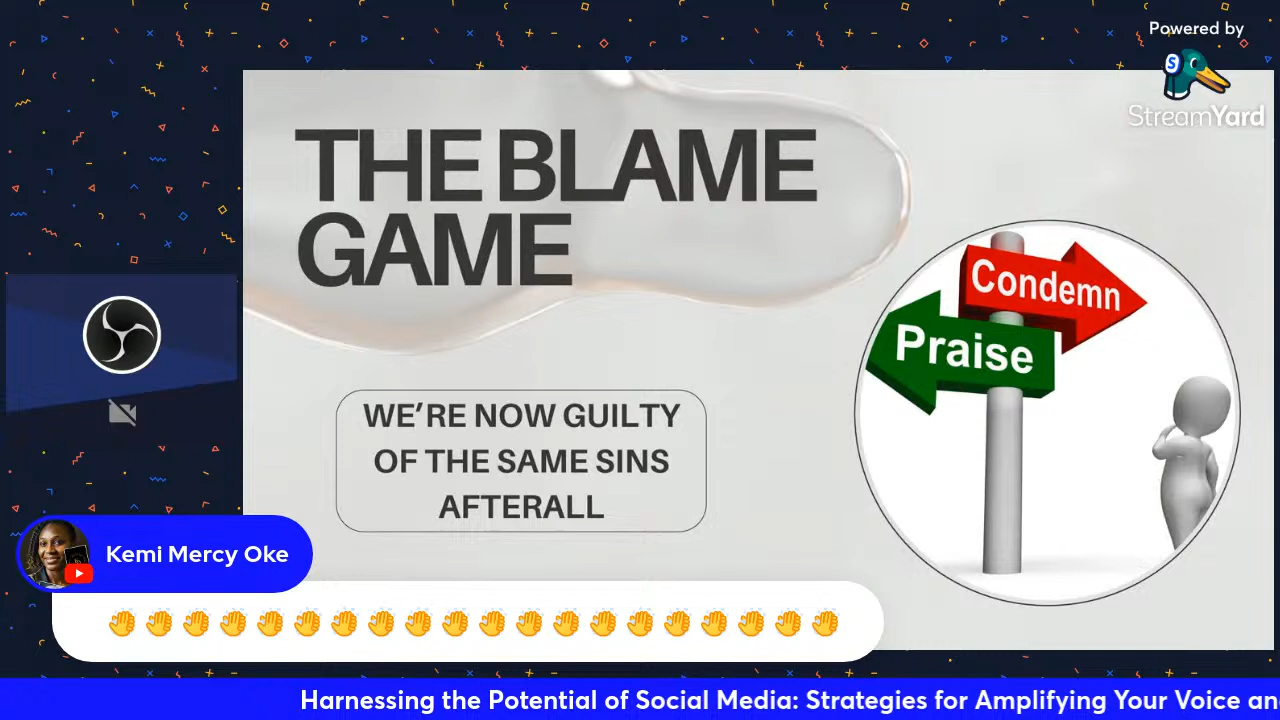 Powered by
StreamYard
THE BLAME
GAME
Condemn
Praise
WE’RE NOW GUILTY
OF THE SAME SINS
AFTERALL
Kemi Mercy Oke
👏👏👏👏👏👏👏👏👏👏👏👏👏👏👏👏👏👏👏👏
Harnessing the Potential of Social Media: Strategies for Amplifying Your Voice an